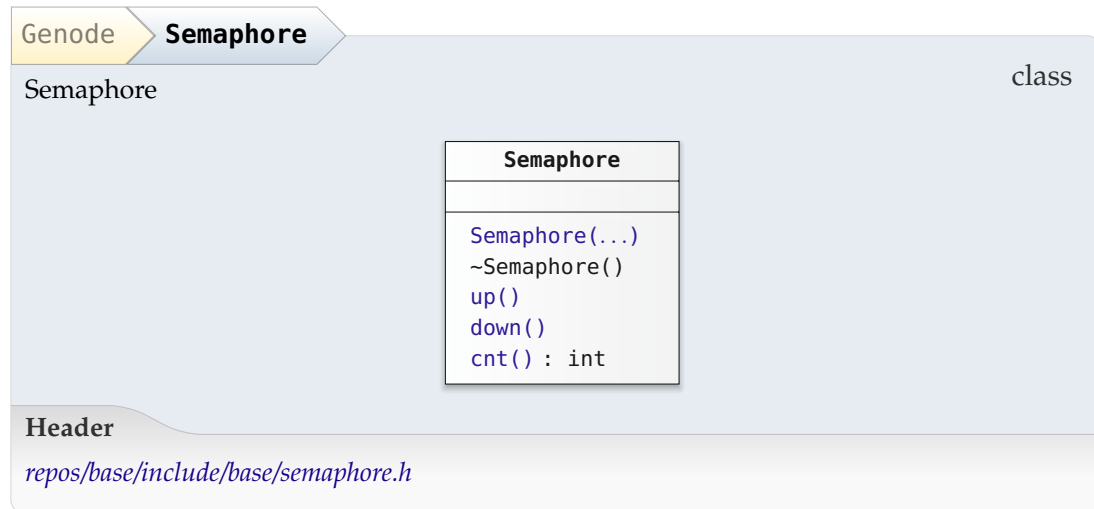 Genode Semaphore
class
Semaphore
Semaphore
Semaphore(...)
~Semaphore()
up()
down()
cnt() : int
Header
repos/base/include/base/semaphore.h